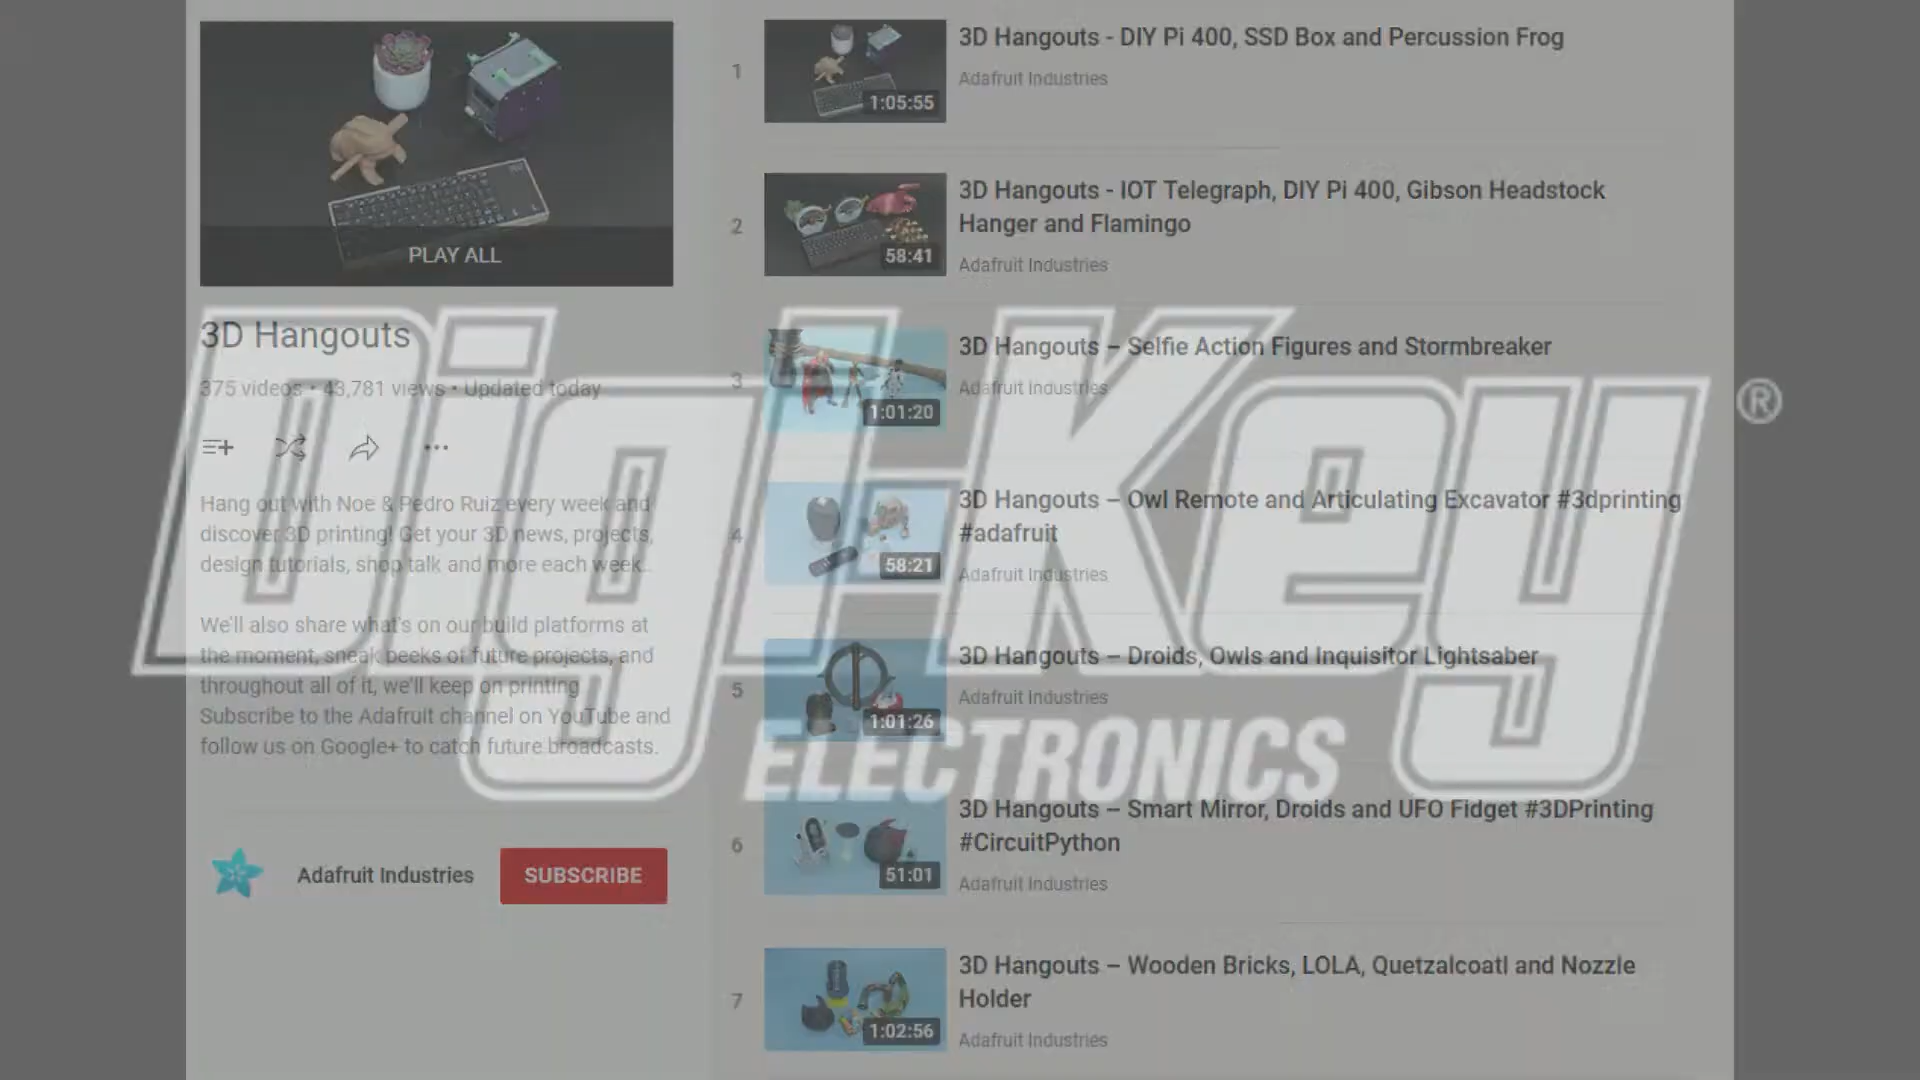 PLAY ALL
3D Hangouts
375 videos • 43,781 views • Updated today
Hang out with Noe & Pedro Ruiz every week and
discover 3D printing! Get your 3D news, projects,
design tutorials, shop talk and more each week.
We'll also share what's on our build platforms at
the moment, sneak peeks of future projects, and
throughout all of it, we'll keep on printing.
Subscribe to the Adafruit channel on YouTube and
follow us on Google+ to catch future broadcasts.
Adafruit Industries
SUBSCRIBE
1
1:05:55
3D Hangouts - DIY Pi 400, SSD Box and Percussion Frog
Adafruit Industries
2
58:41
3D Hangouts - IOT Telegraph, DIY Pi 400, Gibson Headstock
Hanger and Flamingo
Adafruit Industries
3
1:01:20
3D Hangouts – Selfie Action Figures and Stormbreaker
Adafruit Industries
4
58:21
3D Hangouts – Owl Remote and Articulating Excavator #3dprinting
#adafruit
Adafruit Industries
5
1:01:26
3D Hangouts – Droids, Owls and Inquisitor Lightsaber
Adafruit Industries
6
51:01
3D Hangouts – Smart Mirror, Droids and UFO Fidget #3DPrinting
#CircuitPython
Adafruit Industries
7
1:02:56
3D Hangouts – Wooden Bricks, LOLA, Quetzalcoatl and Nozzle
Holder
Adafruit Industries
Digi-Key®
ELECTRONICS